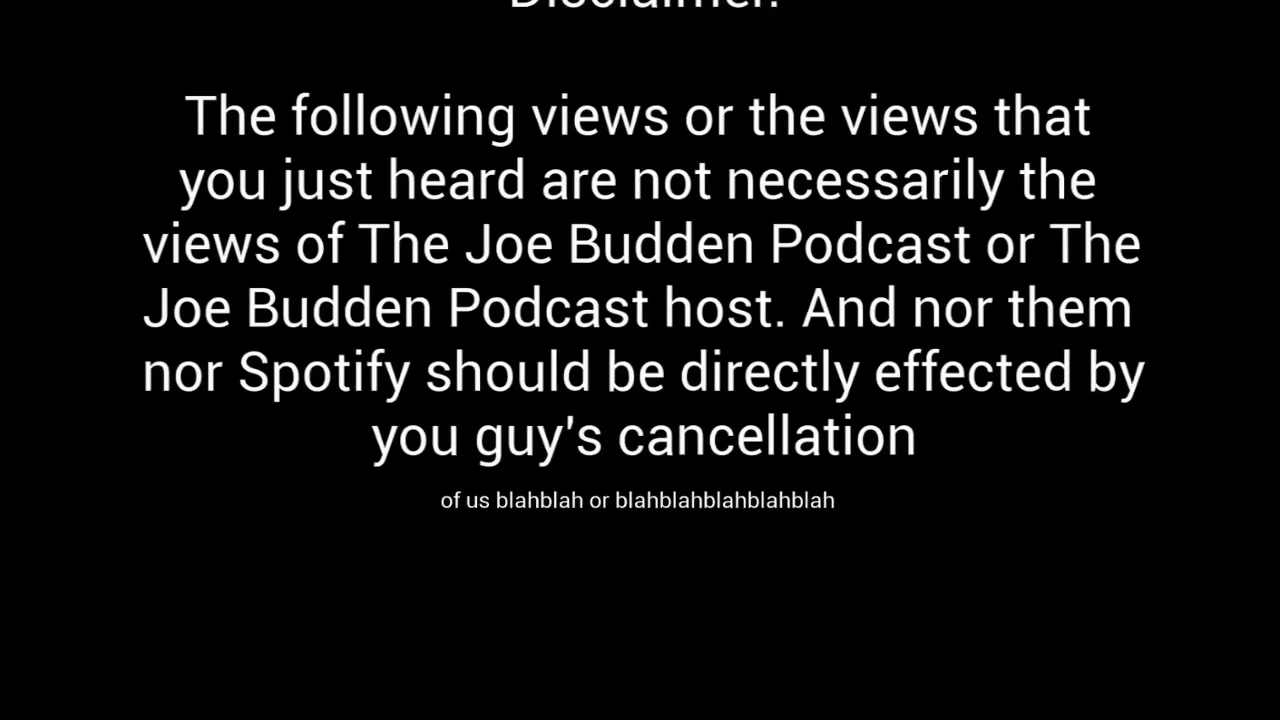 Disclaimer:
The following views or the views that
you just heard are not necessarily the
views of The Joe Budden Podcast or The
Joe Budden Podcast host. And nor them
nor Spotify should be directly effected by
you guy's cancellation
of us blahblah or blahblahblahblahblah